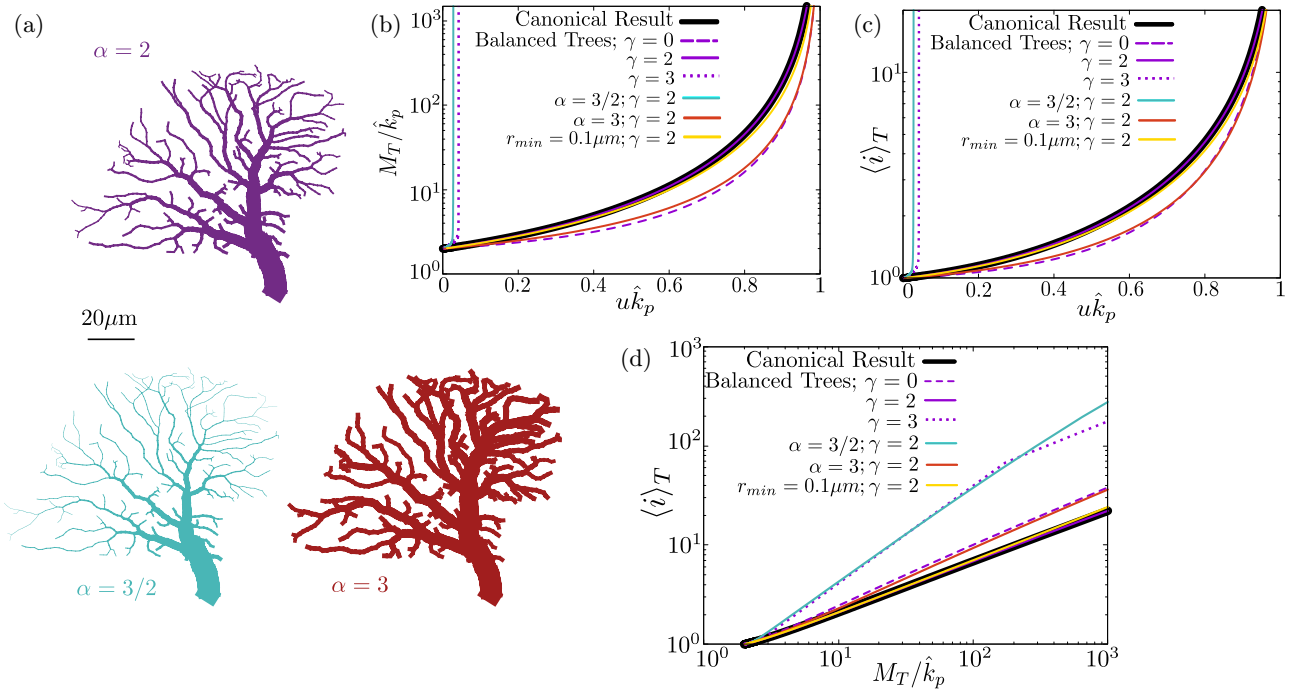 (a)
α = 2
20μm
α = 3/2
α = 3
(b)
10³
10²
10¹
10⁰
M_T/k̂_p
Canonical Result
Balanced Trees; γ = 0
γ = 2
γ = 3
α = 3/2; γ = 2
α = 3; γ = 2
r_min = 0.1μm; γ = 2
0 0.2 0.4 0.6 0.8 1
uk̂_p
(c)
10¹
10⁰
⟨i⟩_T
Canonical Result
Balanced Trees; γ = 0
γ = 2
γ = 3
α = 3/2; γ = 2
α = 3; γ = 2
r_min = 0.1μm; γ = 2
0 0.2 0.4 0.6 0.8 1
uk̂_p
(d)
10³
10²
10¹
10⁰
⟨i⟩_T
Canonical Result
Balanced Trees; γ = 0
γ = 2
γ = 3
α = 3/2; γ = 2
α = 3; γ = 2
r_min = 0.1μm; γ = 2
10⁰ 10¹ 10² 10³
M_T/k̂_p